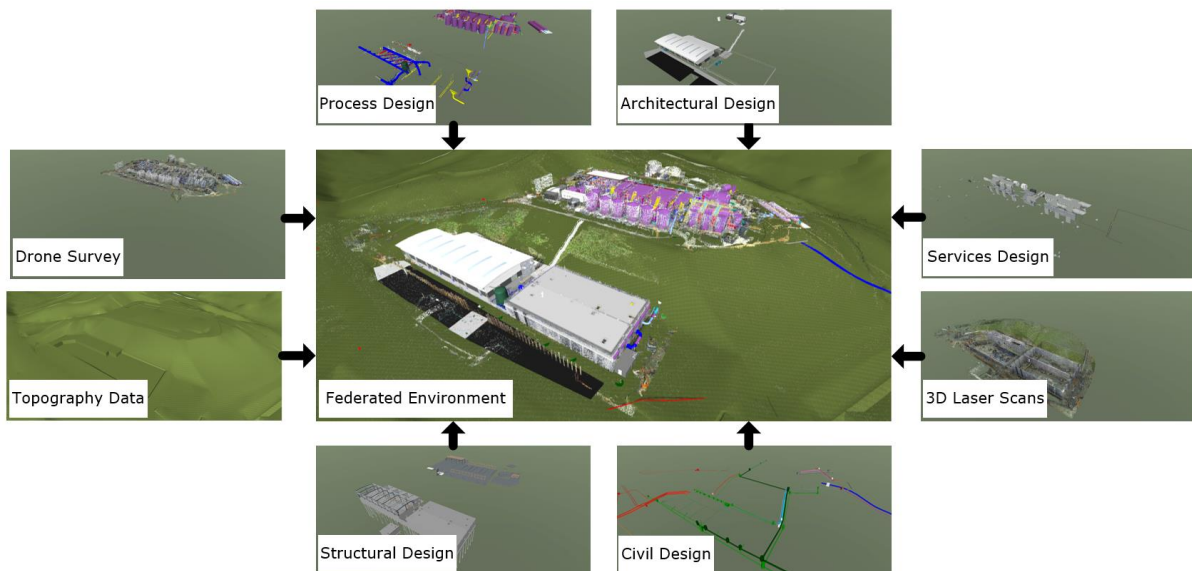 Process Design
Architectural Design
Drone Survey
Services Design
Topography Data
Federated Environment
3D Laser Scans
Structural Design
Civil Design